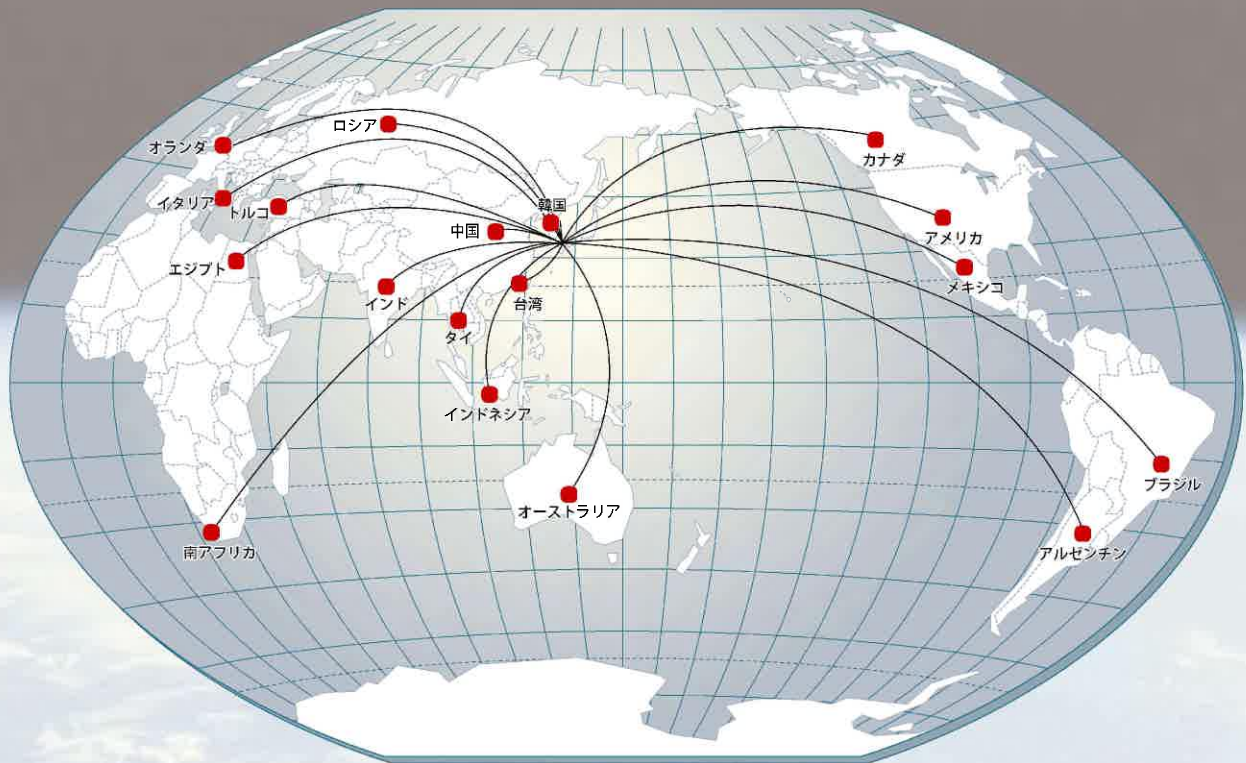 ロシア
オランダ
カナダ
イタリア
トルコ
韓国
中国
アメリカ
エジプト
メキシコ
インド
台湾
タイ
インドネシア
ブラジル
オーストラリア
南アフリカ
アルゼンチン